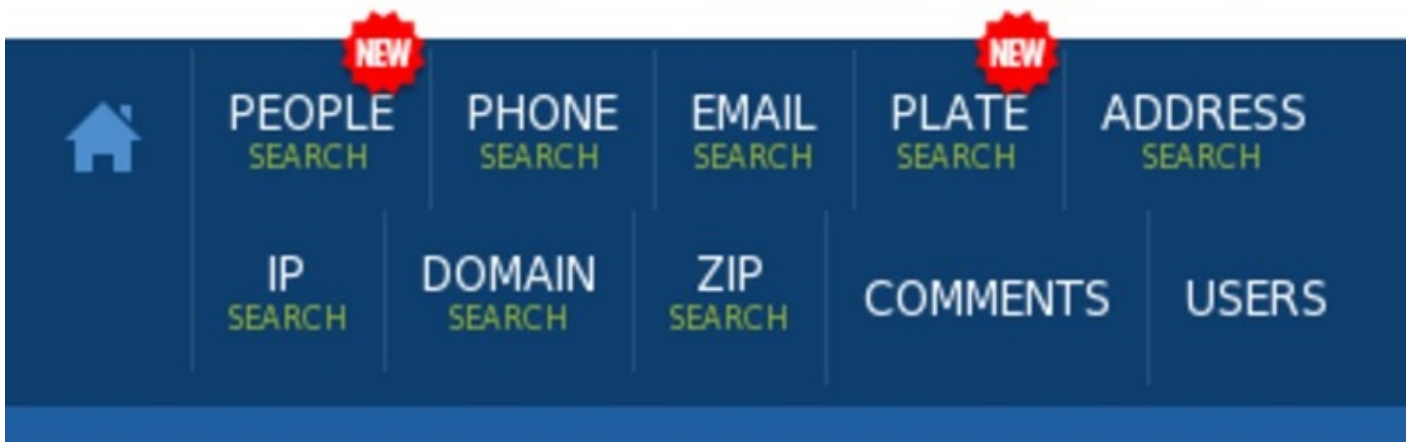 NEW NEW
PEOPLE PHONE EMAIL PLATE ADDRESS
SEARCH SEARCH SEARCH SEARCH SEARCH
IP DOMAIN ZIP COMMENTS USERS
SEARCH SEARCH SEARCH